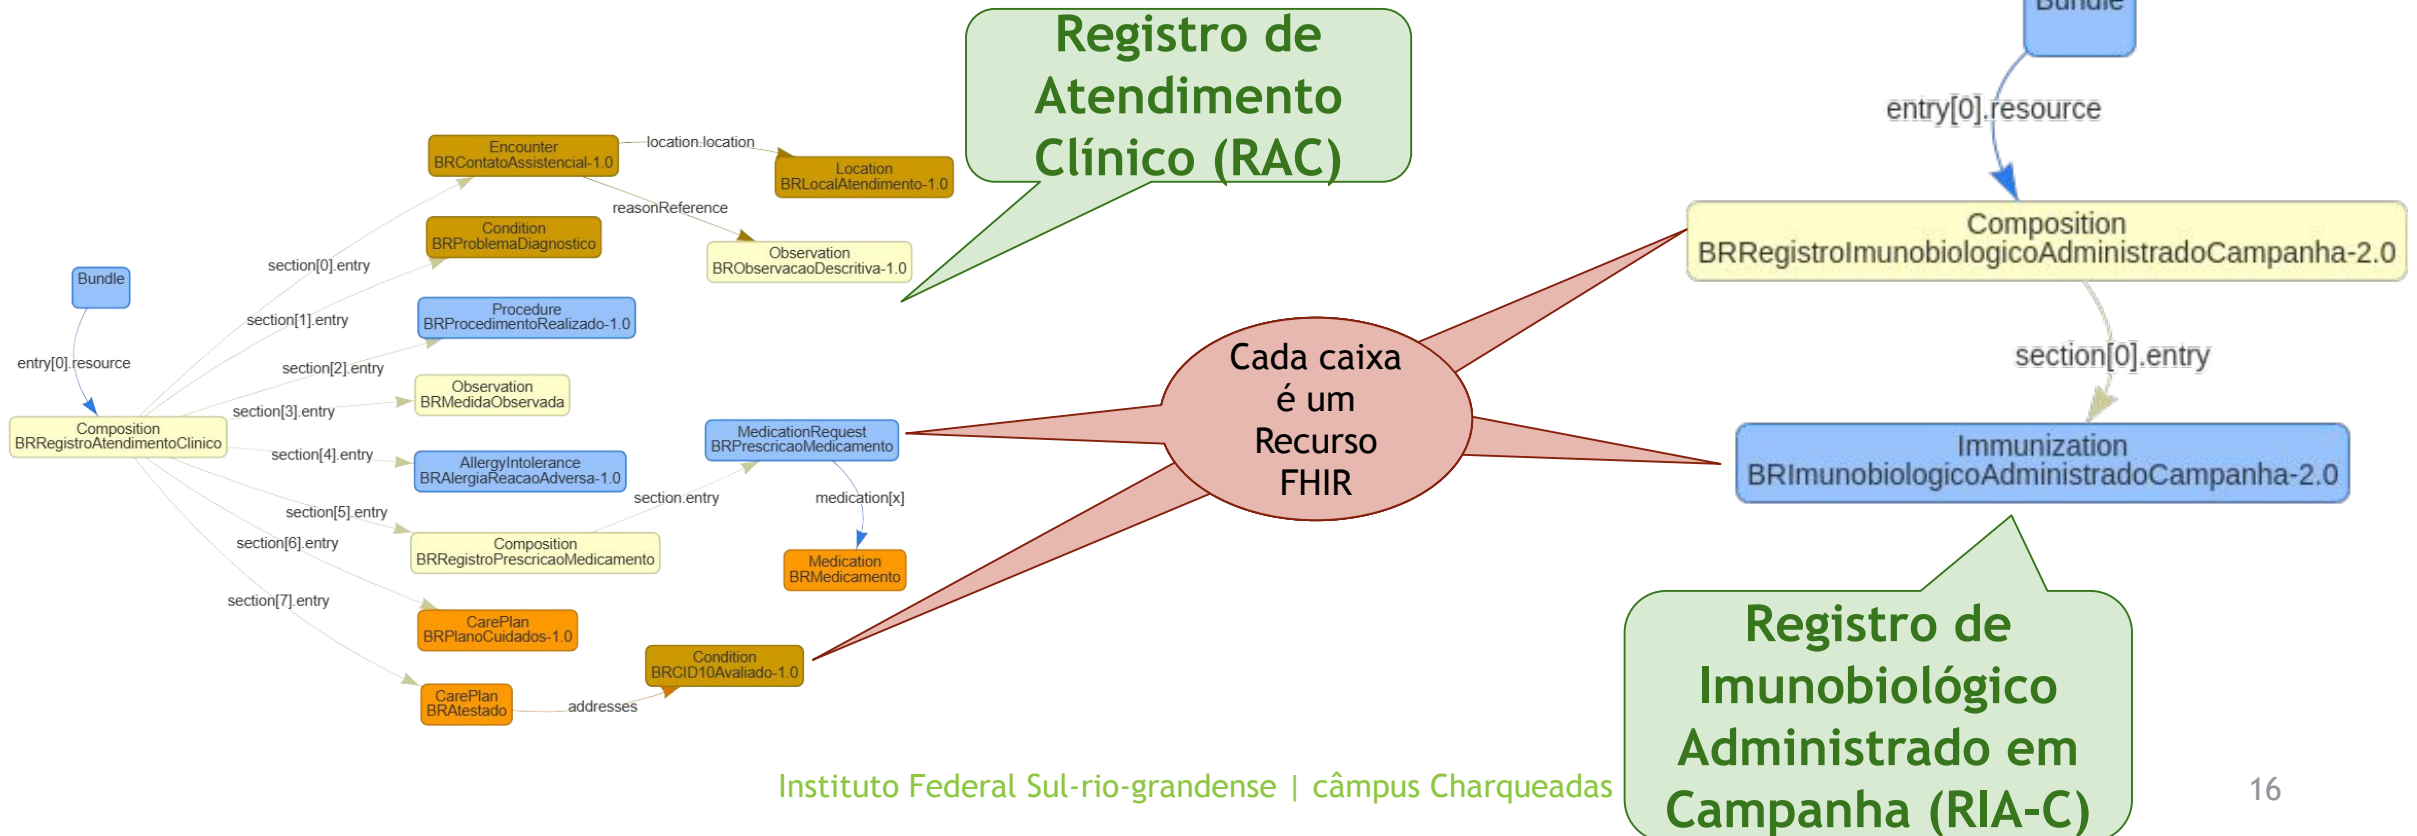 Registro de
Atendimento
Clínico (RAC)
Bundle
entry[0].resource
Composition
BRRegistroAtendimentoClinico
section[0].entry
section[1].entry
section[2].entry
section[3].entry
section[4].entry
section[5].entry
section[6].entry
section[7].entry
Encounter
BRContatoAssistencial-1.0
location.location
Location
BRLocalAtendimento-1.0
reasonReference
Observation
BRObservacaoDescritiva-1.0
Condition
BRProblemaDiagnostico
Procedure
BRProcedimentoRealizado-1.0
Observation
BRMedidaObservada
AllergyIntolerance
BRAlergiaReacaoAdversa-1.0
Composition
BRRegistroPrescricaoMedicamento
section.entry
MedicationRequest
BRPrescricaoMedicamento
medication[x]
Medication
BRMedicamento
CarePlan
BRPlanoCuidados-1.0
CarePlan
BRAtestado
addresses
Condition
BRCID10Avaliado-1.0
Cada caixa
é um
Recurso
FHIR
Bundle
entry[0].resource
Composition
BRRegistroImunobiologicoAdministradoCampanha-2.0
section[0].entry
Immunization
BRImunobiologicoAdministradoCampanha-2.0
Registro de
Imunobiológico
Administrado em
Campanha (RIA-C)
Instituto Federal Sul-rio-grandense | câmpus Charqueadas
16